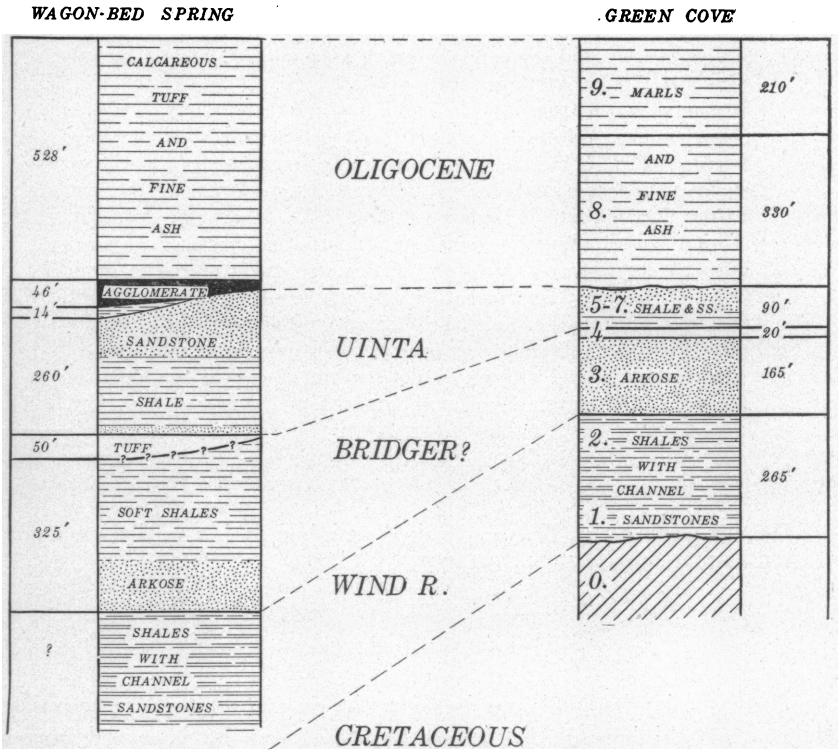 WAGON-BED SPRING
GREEN COVE
528'
46'
14'
260'
50'
325'
?
CALCAREOUS
TUFF
AND
FINE
ASH
AGGLOMERATE
SANDSTONE
SHALE
TUFF
? ? ? ? ?
SOFT SHALES
ARKOSE
SHALES
WITH
CHANNEL
SANDSTONES
OLIGOCENE
UINTA
BRIDGER?
WIND R.
CRETACEOUS
9. MARLS
AND
FINE
8.
ASH
5-7. SHALE & SS.
4
3. ARKOSE
2. SHALES
WITH
CHANNEL
1. SANDSTONES
0.
210'
330'
90'
20'
165'
265'